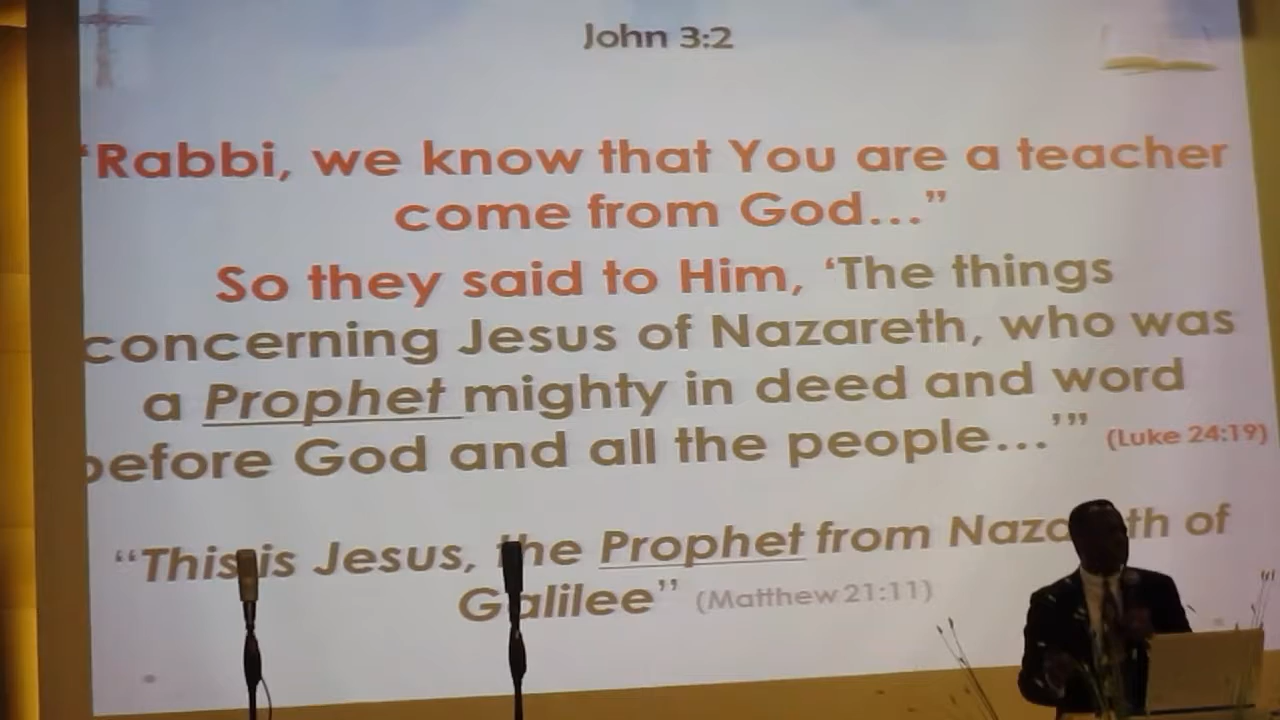 John 3:2
“Rabbi, we know that You are a teacher
come from God...”
So they said to Him, ‘The things
concerning Jesus of Nazareth, who was
a Prophet mighty in deed and word
before God and all the people...’” (Luke 24:19)
“This is Jesus, the Prophet from Nazareth of
Galilee” (Matthew 21:11)